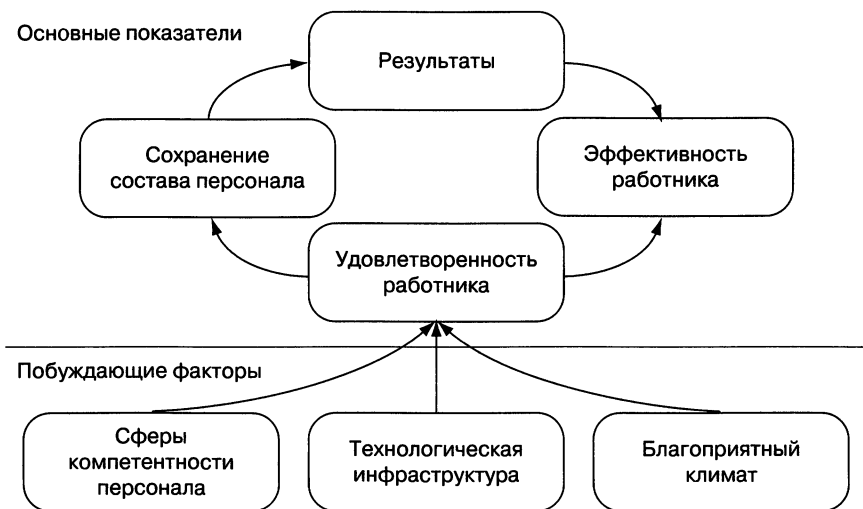 Основные показатели
Результаты
Сохранение
состава персонала
Эффективность
работника
Удовлетворенность
работника
Побуждающие факторы
Сферы
компетентности
персонала
Технологическая
инфраструктура
Благоприятный
климат